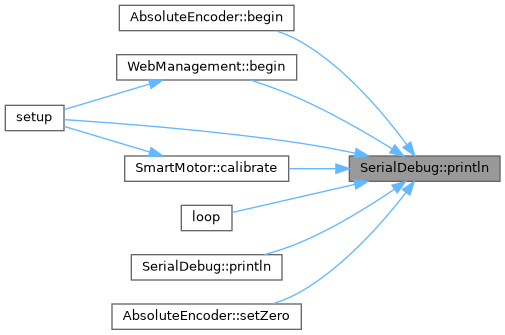 AbsoluteEncoder::begin
WebManagement::begin
setup
SmartMotor::calibrate
SerialDebug::println
loop
SerialDebug::println
AbsoluteEncoder::setZero